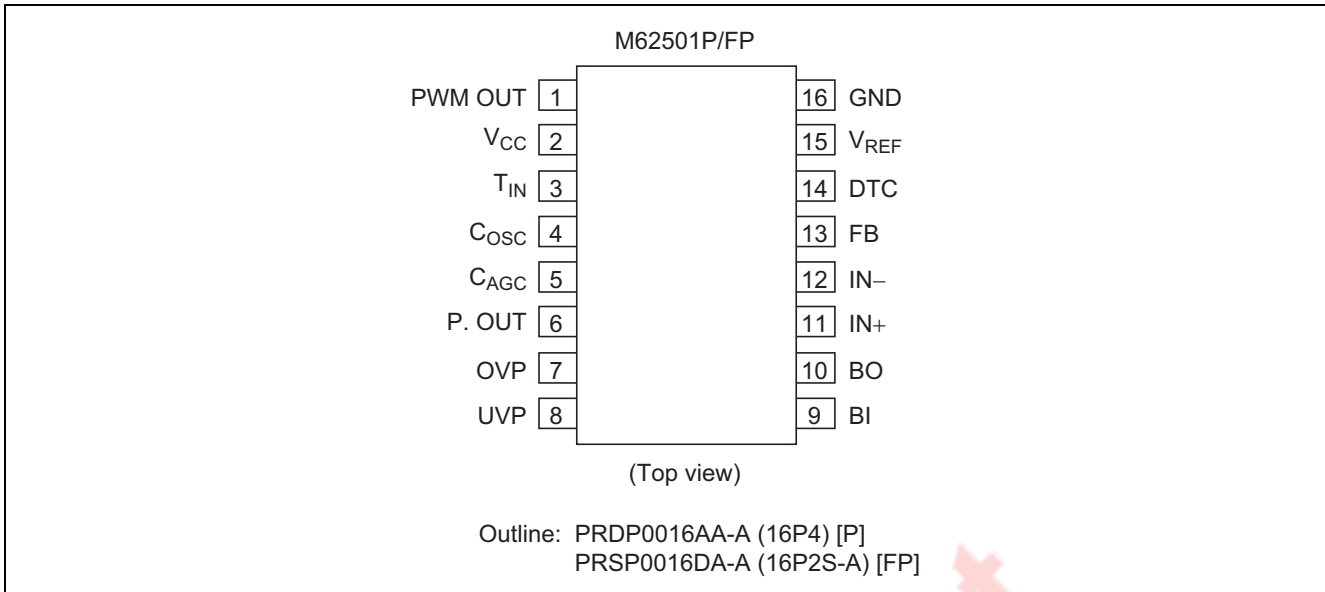 M62501P/FP
PWM OUT 1 16 GND
VCC 2 15 VREF
TIN 3 14 DTC
COSC 4 13 FB
CAGC 5 12 IN−
P. OUT 6 11 IN+
OVP 7 10 BO
UVP 8 9 BI
(Top view)
Outline: PRDP0016AA-A (16P4) [P]
PRSP0016DA-A (16P2S-A) [FP]